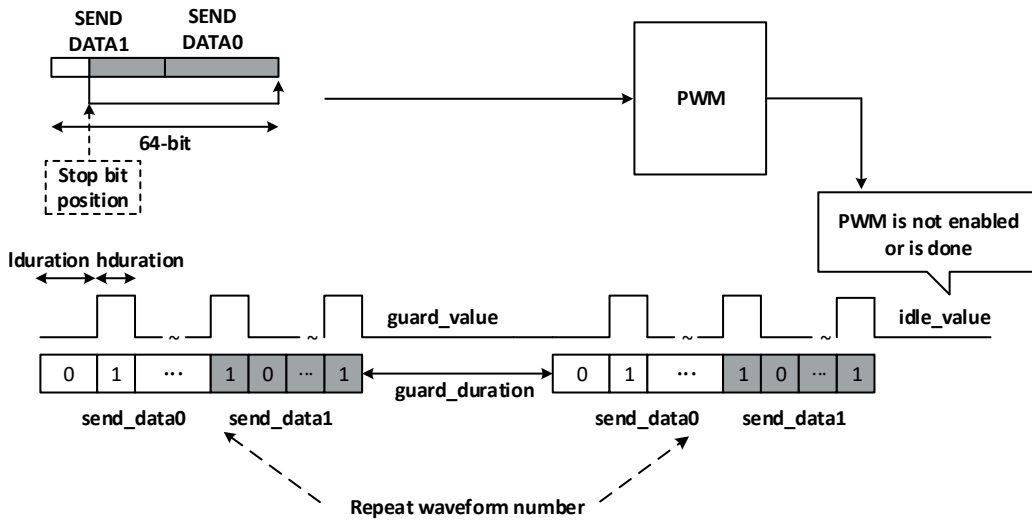 SEND
DATA1
SEND
DATA0
64-bit
Stop bit
position
PWM
PWM is not enabled
or is done
lduration hduration
guard_value
idle_value
~ ~ ~ ~
0 1 ... 1 0 ... 1
guard_duration
0 1 ... 1 0 ... 1
send_data0 send_data1
send_data0 send_data1
Repeat waveform number